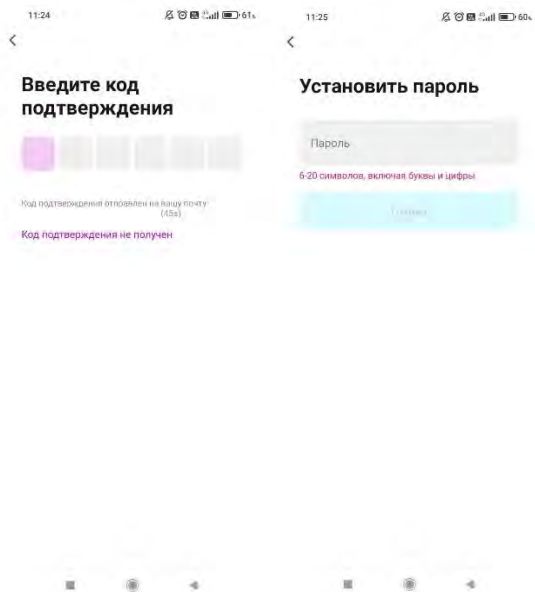 11:24
61%
Введите код
подтверждения
Код подтверждения отправлен на вашу почту
(45s)
Код подтверждения не получен
11:25
60%
Установить пароль
Пароль
6-20 символов, включая буквы и цифры
Готово